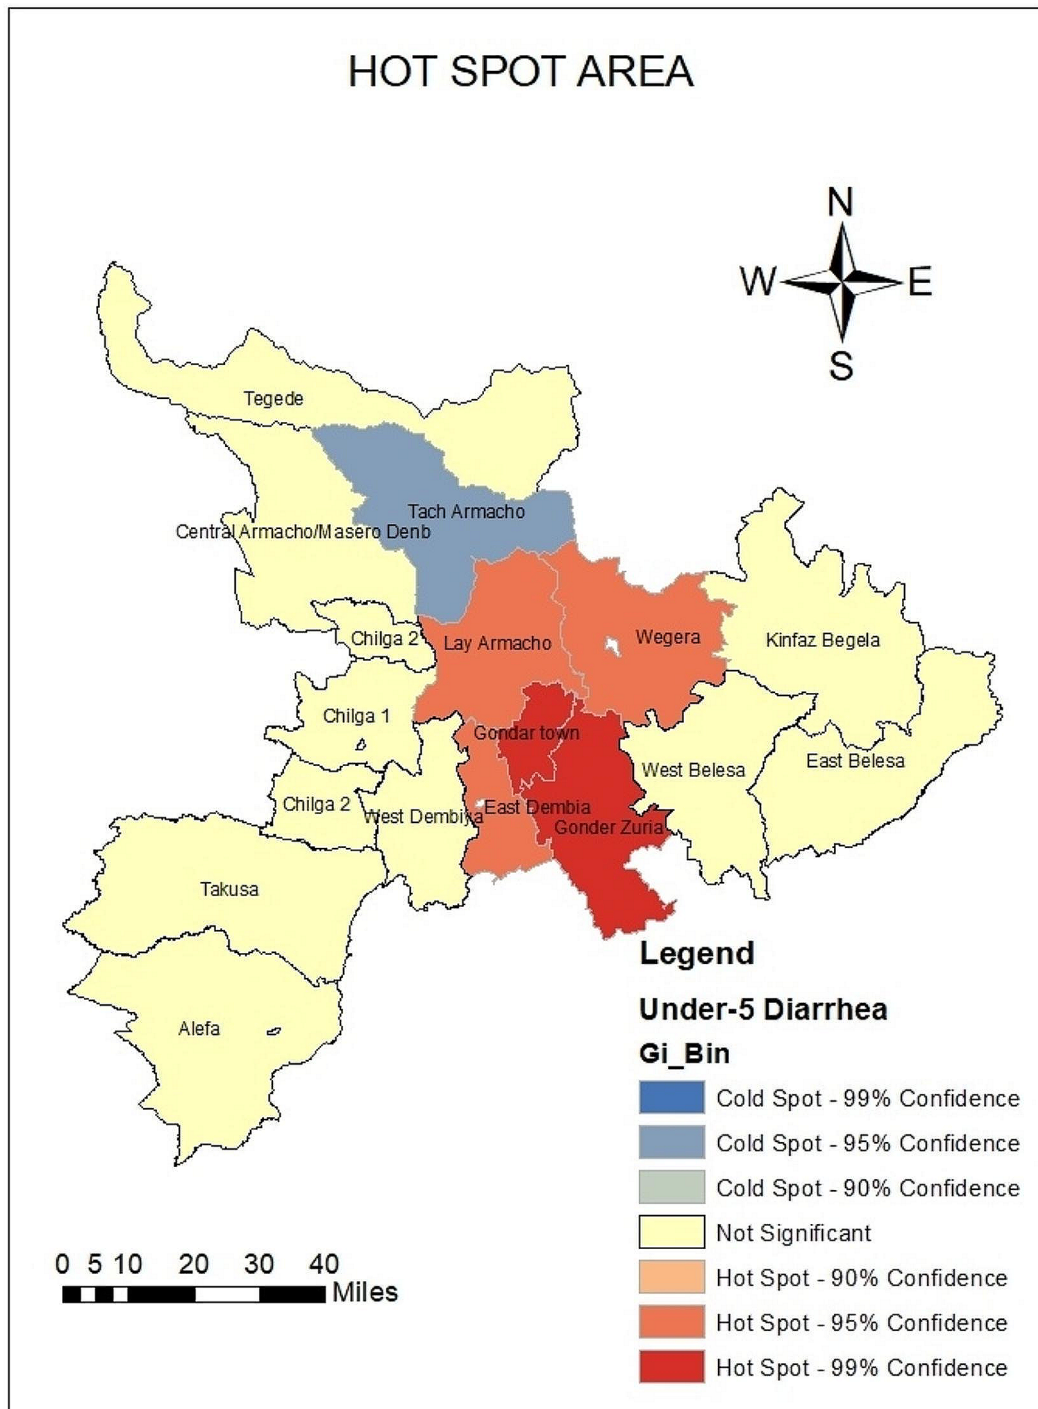 HOT SPOT AREA
N
W E
S
Tegede
Tach Armacho
Central Armacho/Masero Denb
Chilga 2
Lay Armacho
Wegera
Kinfaz Begela
Chilga 1
Gondar town
West Belesa
East Belesa
Chilga 2
West Dembiya
East Dembia
Gonder Zuria
Takusa
Alefa
Legend
Under-5 Diarrhea
Gi_Bin
Cold Spot - 99% Confidence
Cold Spot - 95% Confidence
Cold Spot - 90% Confidence
Not Significant
Hot Spot - 90% Confidence
Hot Spot - 95% Confidence
Hot Spot - 99% Confidence
0 5 10 20 30 40
Miles